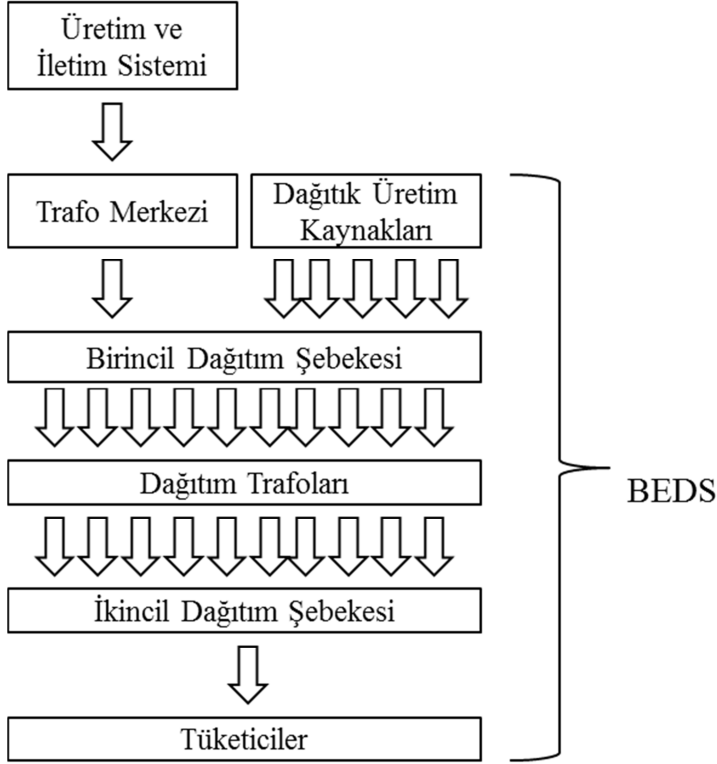 Üretim ve
İletim Sistemi
Trafo Merkezi
Dağıtık Üretim
Kaynakları
Birincil Dağıtım Şebekesi
Dağıtım Trafoları
İkincil Dağıtım Şebekesi
Tüketiciler
BEDS